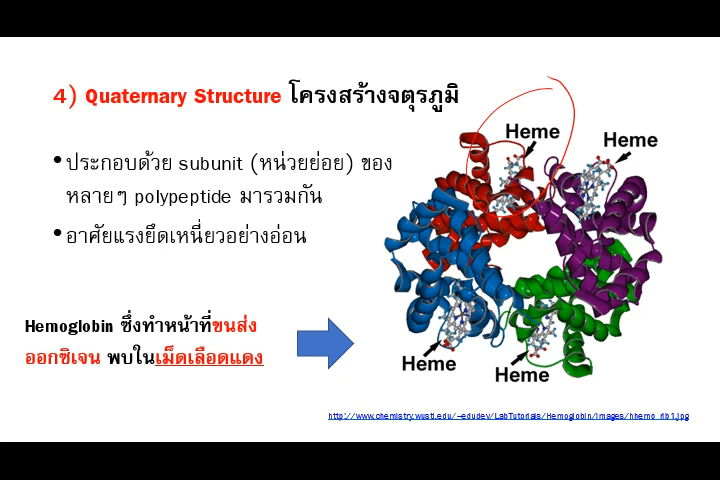 4) Quaternary Structure โครงสร้างจตุรภูมิ
•ประกอบด้วย subunit (หน่วยย่อย) ของ
หลายๆ polypeptide มารวมกัน
•อาศัยแรงยึดเหนี่ยวอย่างอ่อน
Hemoglobin ซึ่งทำหน้าที่ขนส่ง
ออกซิเจน พบในเม็ดเลือดแดง
Heme
Heme
Heme
Heme
http://www.chemistry.wustl.edu/~edudev/LabTutorials/Hemoglobin/images/hhemo_rib1.jpg